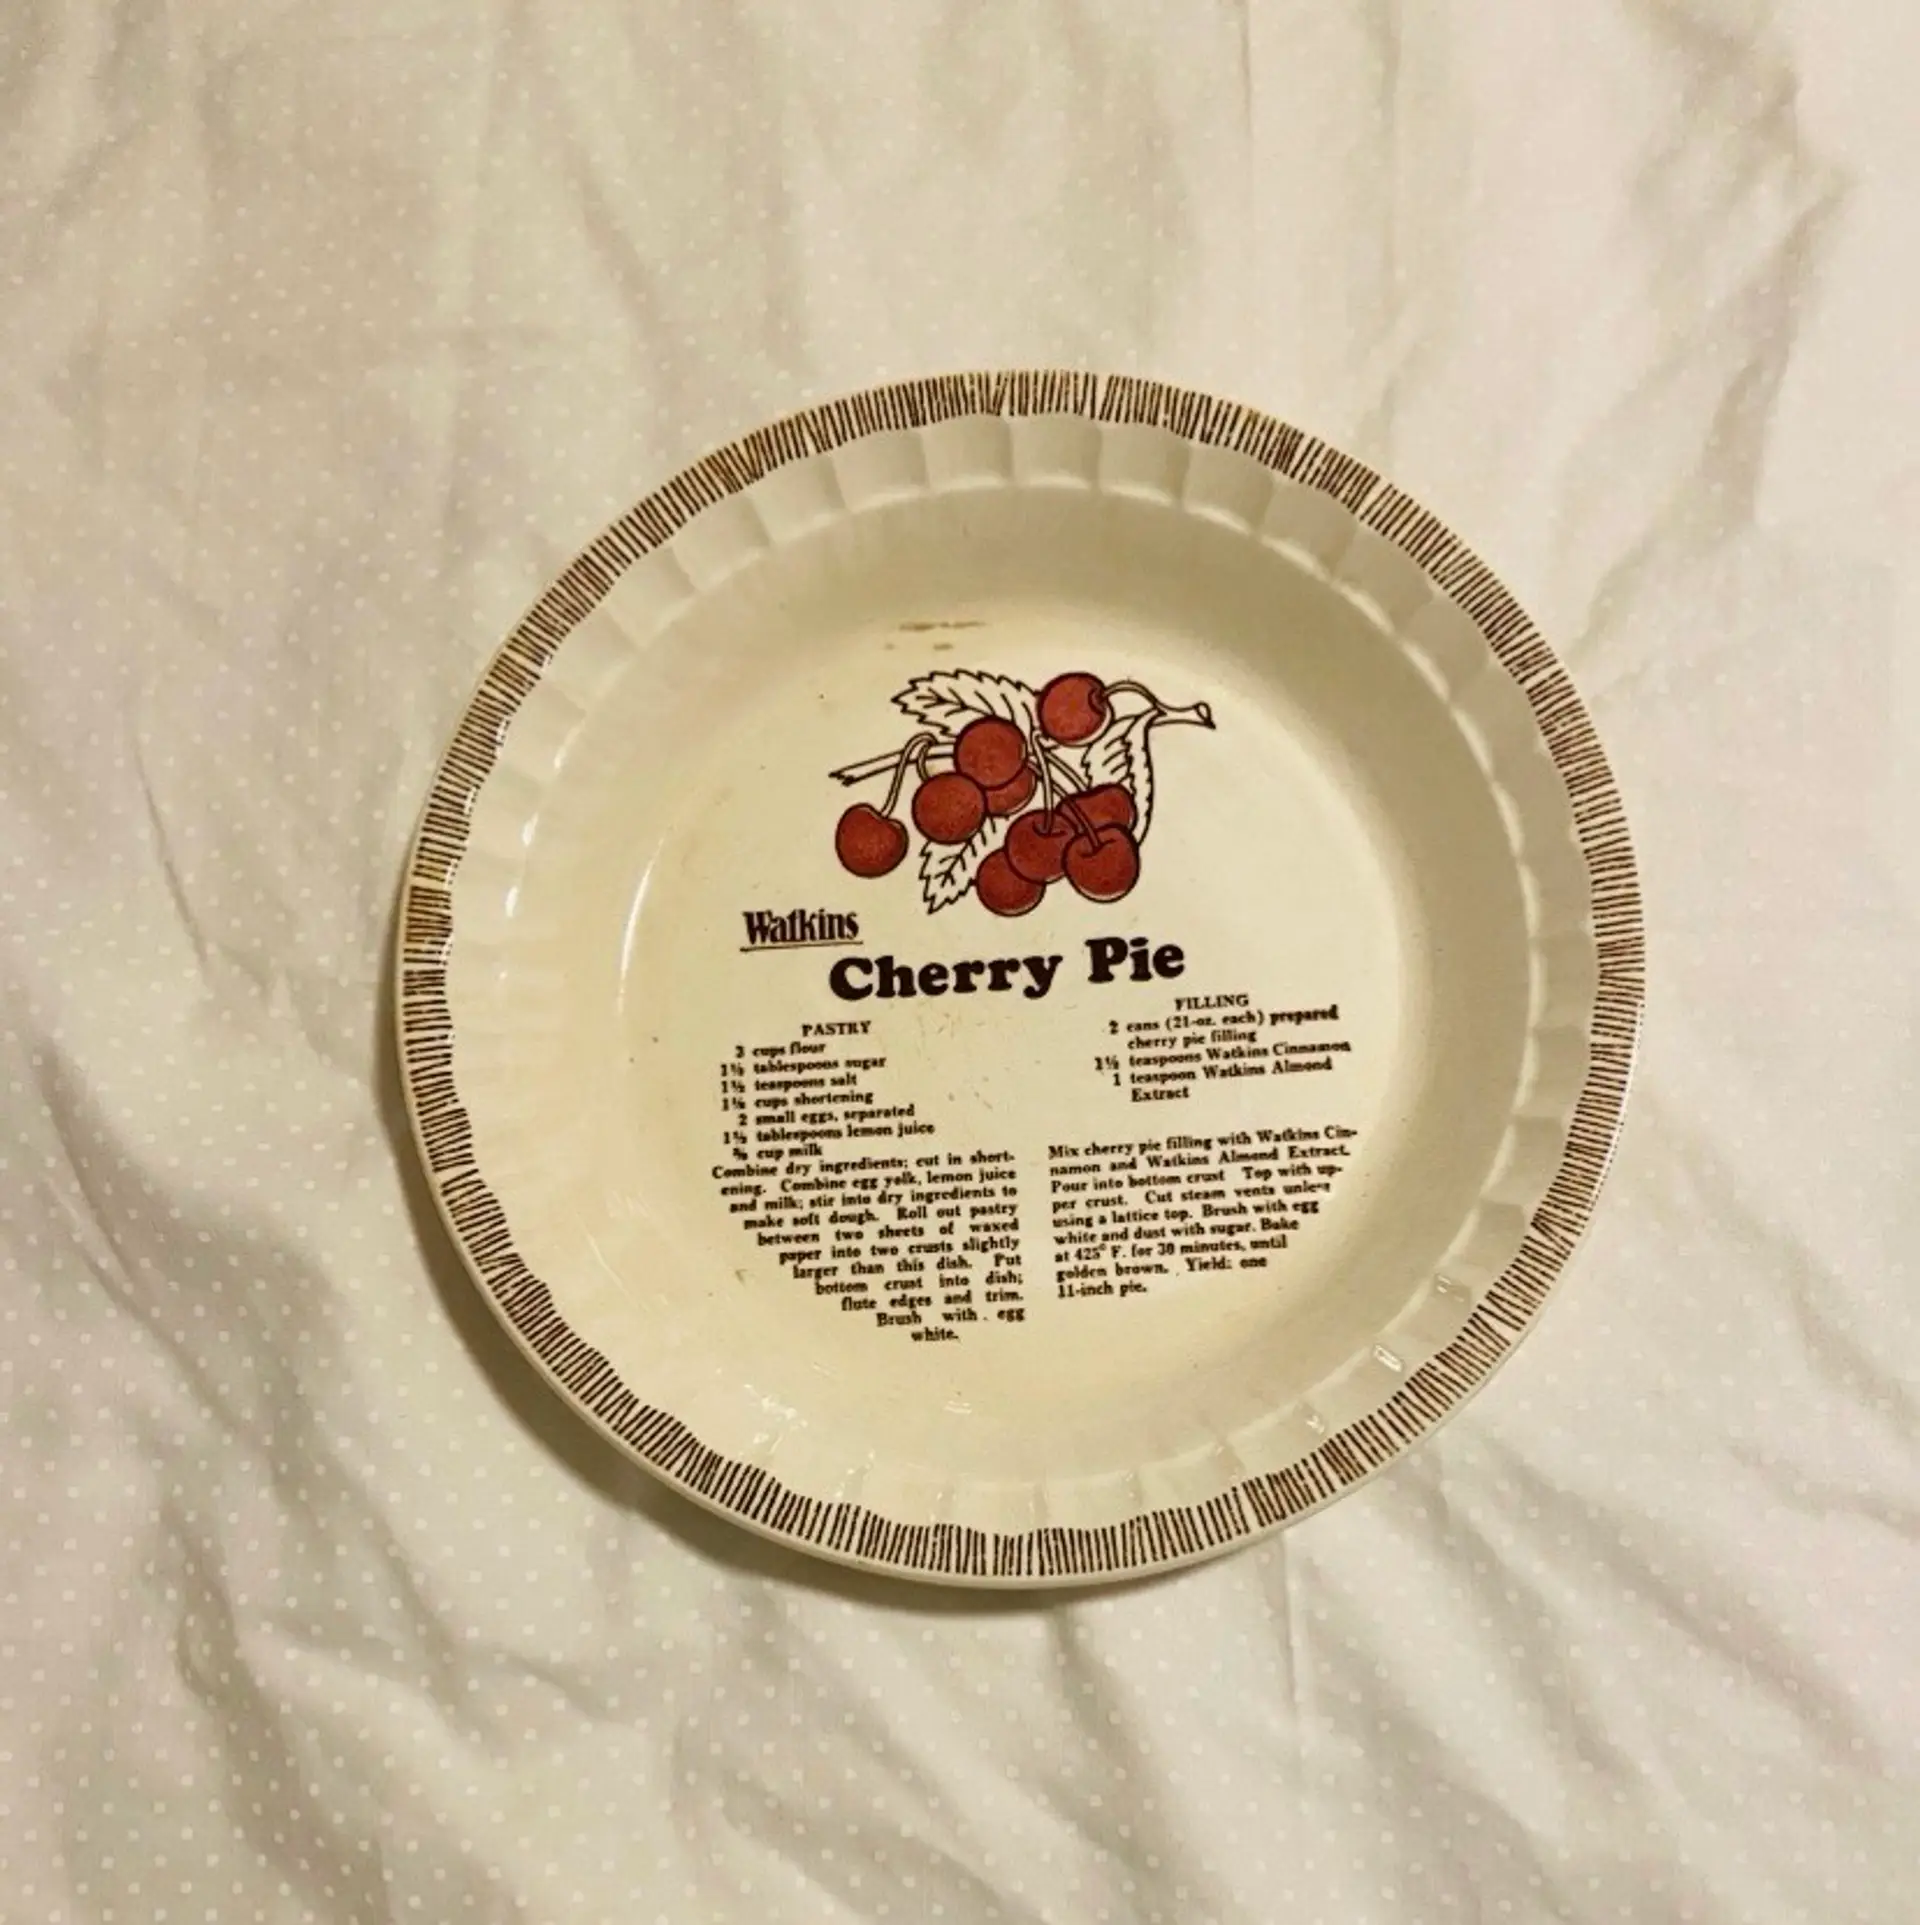 Watkins
Cherry Pie
PASTRY
3 cups flour
1½ tablespoons sugar
1½ teaspoons salt
1½ cups shortening
2 small eggs, separated
1½ tablespoons lemon juice
cup milk
Combine dry ingredients; cut in short-
ening. Combine egg yolk, lemon juice
and milk; stir into dry ingredients to
make soft dough. Roll out pastry
between two sheets of waxed
paper into two crusts slightly
larger than this dish. Put
bottom crust into dish;
flute edges and trim.
Brush with egg
white.
FILLING
2 cans (21-oz. each) prepared
cherry pie filling
1½ teaspoons Watkins Cinnamon
1 teaspoon Watkins Almond
Extract
Mix cherry pie filling with Watkins Cin-
namon and Watkins Almond Extract.
Pour into bottom crust Top with up-
per crust. Cut steam vents unless
using a lattice top. Brush with egg
white and dust with sugar. Bake
at 425° F. for 30 minutes, until
golden brown. Yield: one
11-inch pie.